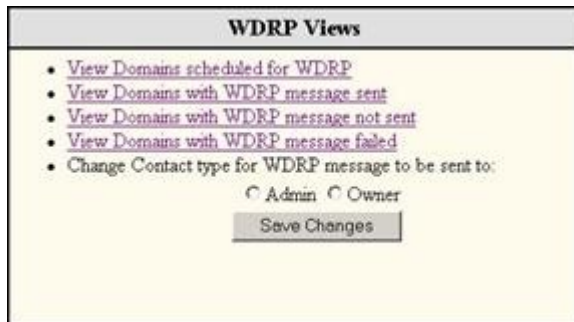 WDRP Views
View Domains scheduled for WDRP
View Domains with WDRP message sent
View Domains with WDRP message not sent
View Domains with WDRP message failed
Change Contact type for WDRP message to be sent to:
Admin Owner
Save Changes